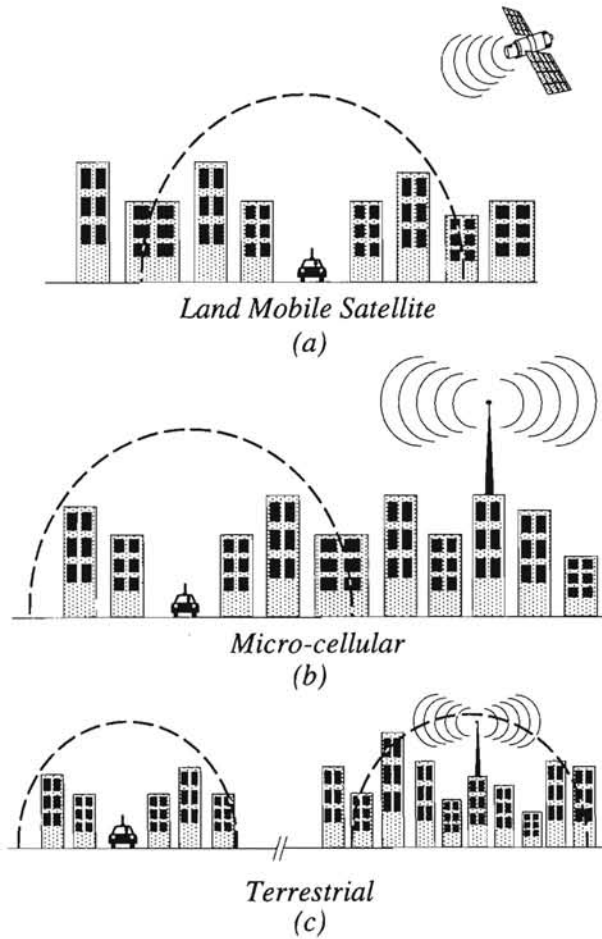 Land Mobile Satellite
(a)
Micro-cellular
(b)
Terrestrial
(c)